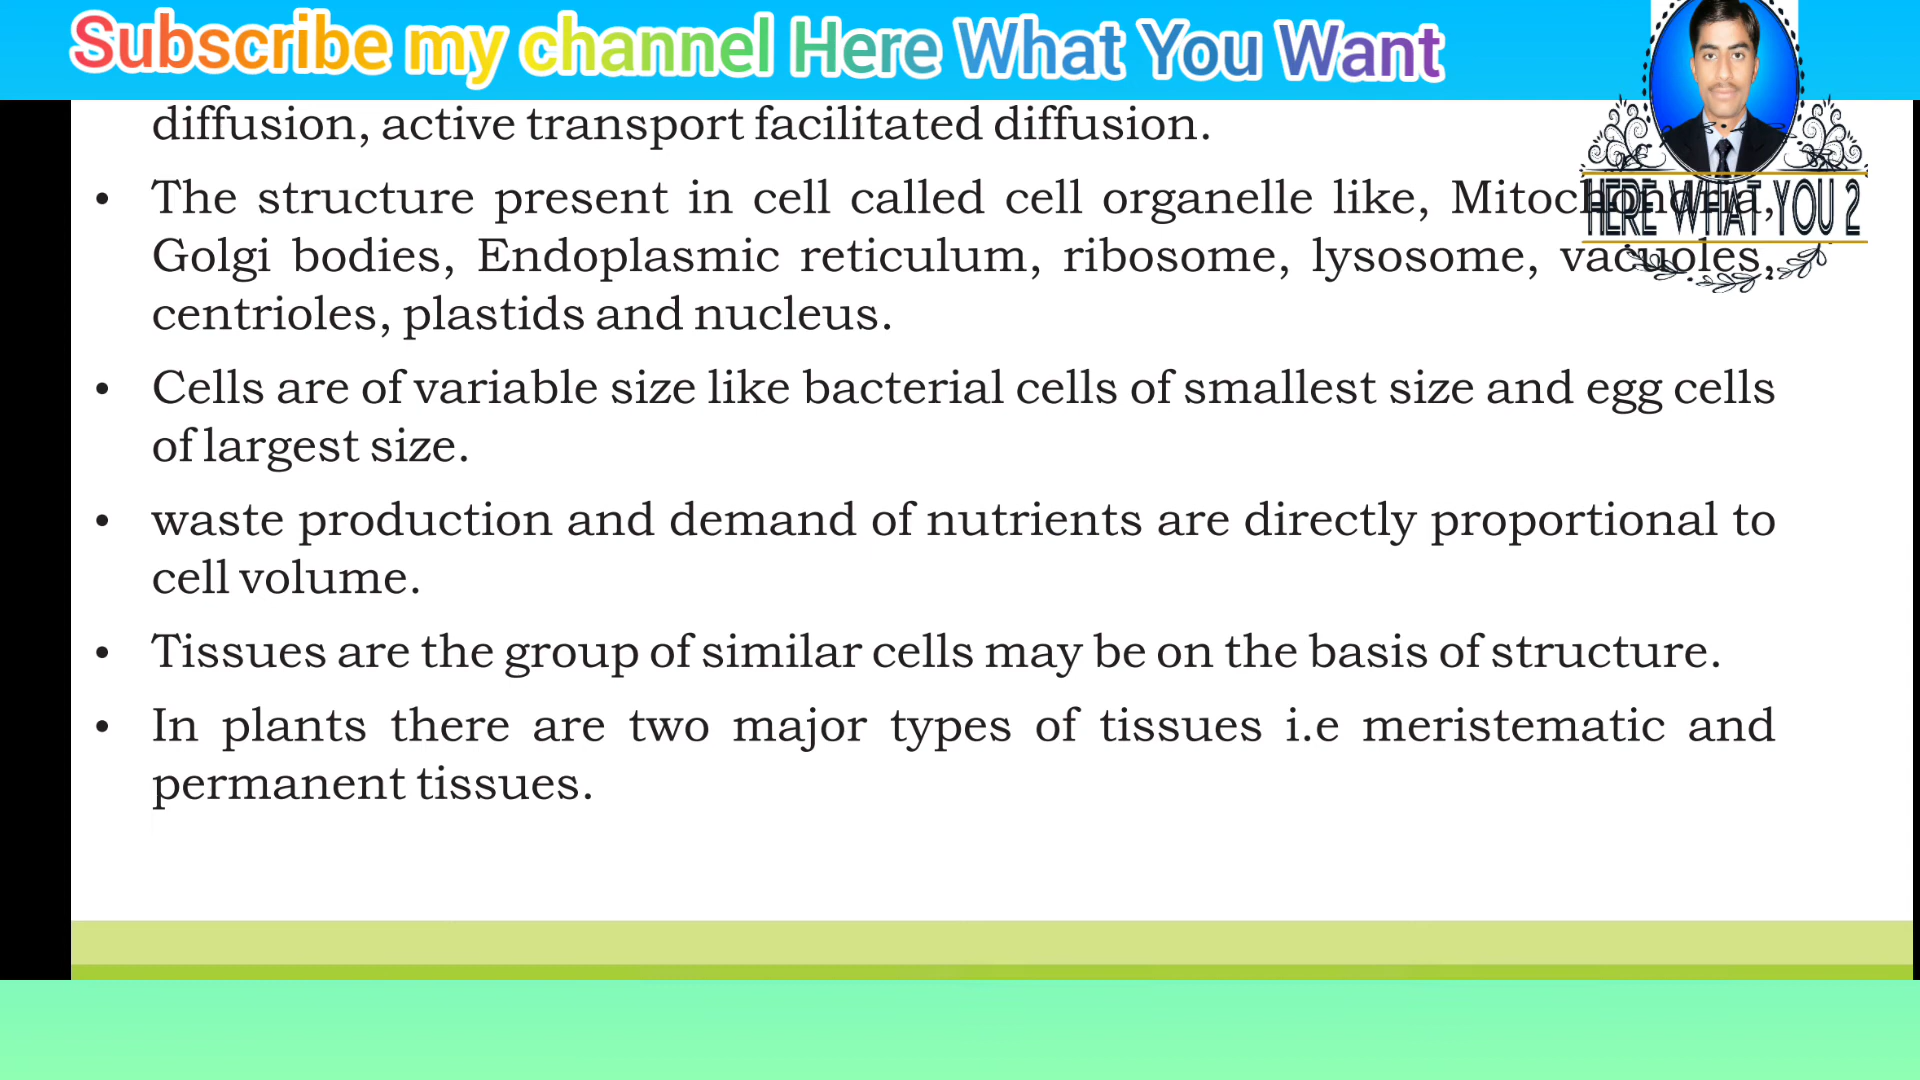 Subscribe my channel Here What You Want
diffusion, active transport facilitated diffusion.
• The structure present in cell called cell organelle like, Mitochondria,
HERE WHAT YOU 2
Golgi bodies, Endoplasmic reticulum, ribosome, lysosome, vacuoles,
centrioles, plastids and nucleus.
• Cells are of variable size like bacterial cells of smallest size and egg cells
of largest size.
• waste production and demand of nutrients are directly proportional to
cell volume.
• Tissues are the group of similar cells may be on the basis of structure.
• In plants there are two major types of tissues i.e meristematic and
permanent tissues.